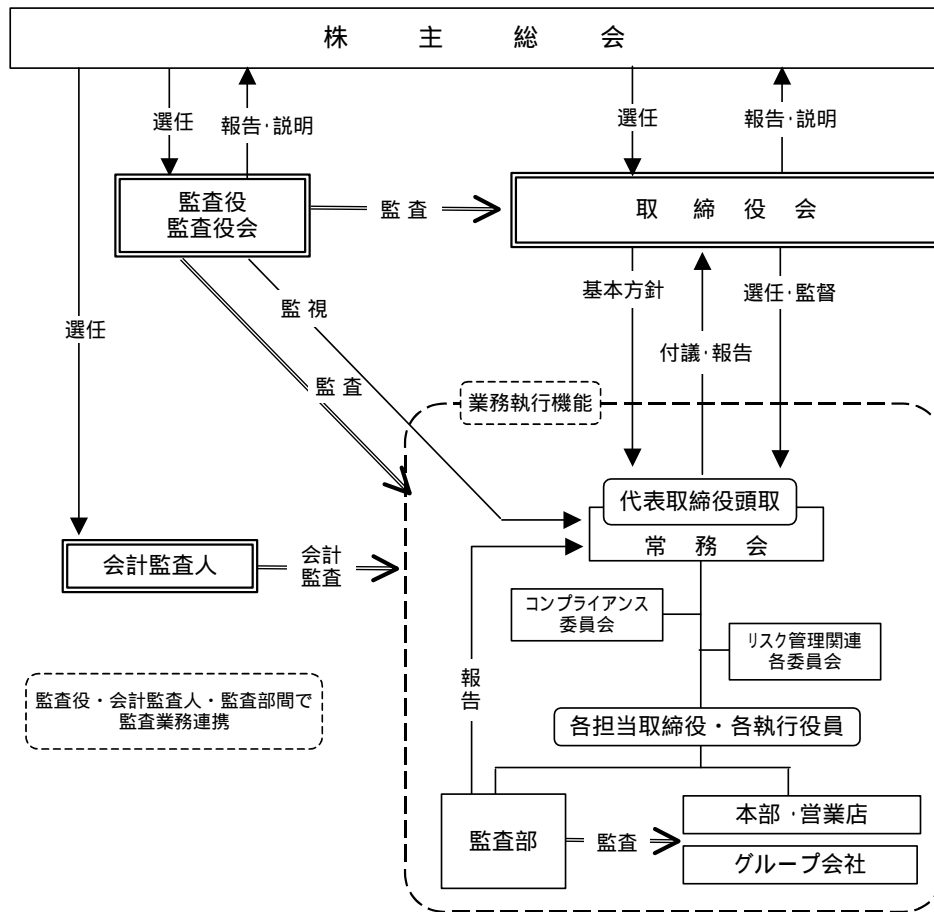 株 主 総 会
選任
報告・説明
選任
報告・説明
監査役
監査役会
監 査
取 締 役 会
選任
監 視
監 査
基本方針
付議・報告
選任・監督
業務執行機能
代表取締役頭取
常 務 会
会計監査人
会計
監査
コンプライアンス
委員会
リスク管理関連
各委員会
報
告
監査役・会計監査人・監査部間で
監査業務連携
各担当取締役・各執行役員
監査部
監査
本部・営業店
グループ会社